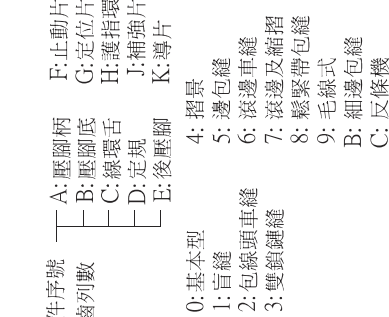 件序號
齒列數
A: 壓腳柄
B: 壓腳底
C: 線環舌
D: 定規
E: 後壓腳
F: 止動片
G: 定位片
H: 護指環
J: 補強片
K: 導片
0: 基本型
1: 盲縫
2: 包線頭車縫
3: 雙鎖鏈縫
4: 摺景
5: 邊包縫
6: 滾邊車縫
7: 滾邊及縮摺
8: 鬆緊帶包縫
9: 毛線式
B: 細邊包縫
C: 反條機